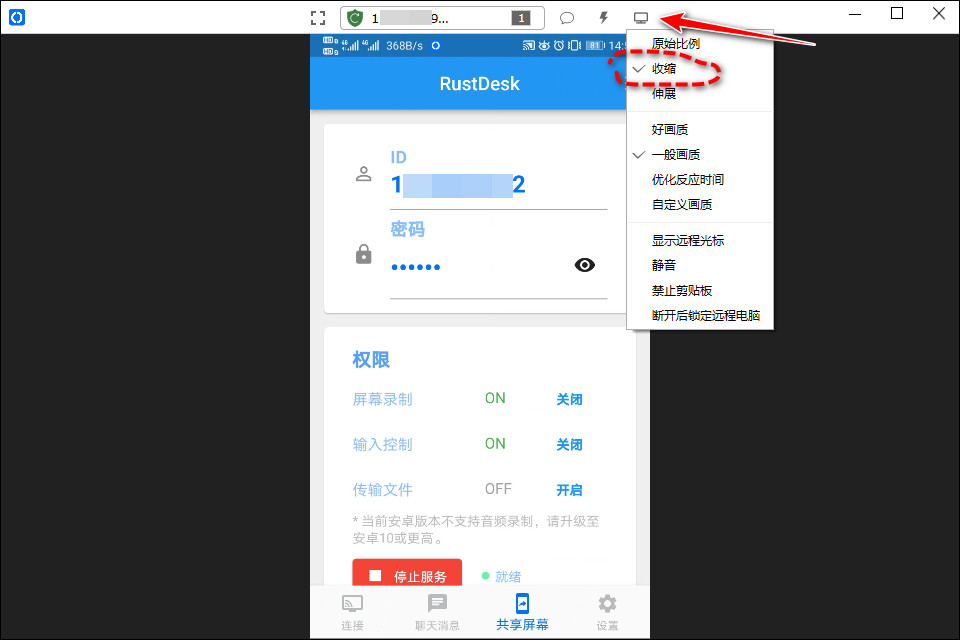 1 9... 1
368B/s 81 14:
RustDesk
ID
1 2
密码
权限
屏幕录制 ON 关闭
输入控制 ON 关闭
传输文件 OFF 开启
* 当前安卓版本不支持音频录制，请升级至
安卓10或更高。
停止服务 就绪
连接 聊天消息 共享屏幕 设置
原始比例
收缩
伸展
好画质
一般画质
优化反应时间
自定义画质
显示远程光标
静音
禁止剪贴板
断开后锁定远程电脑